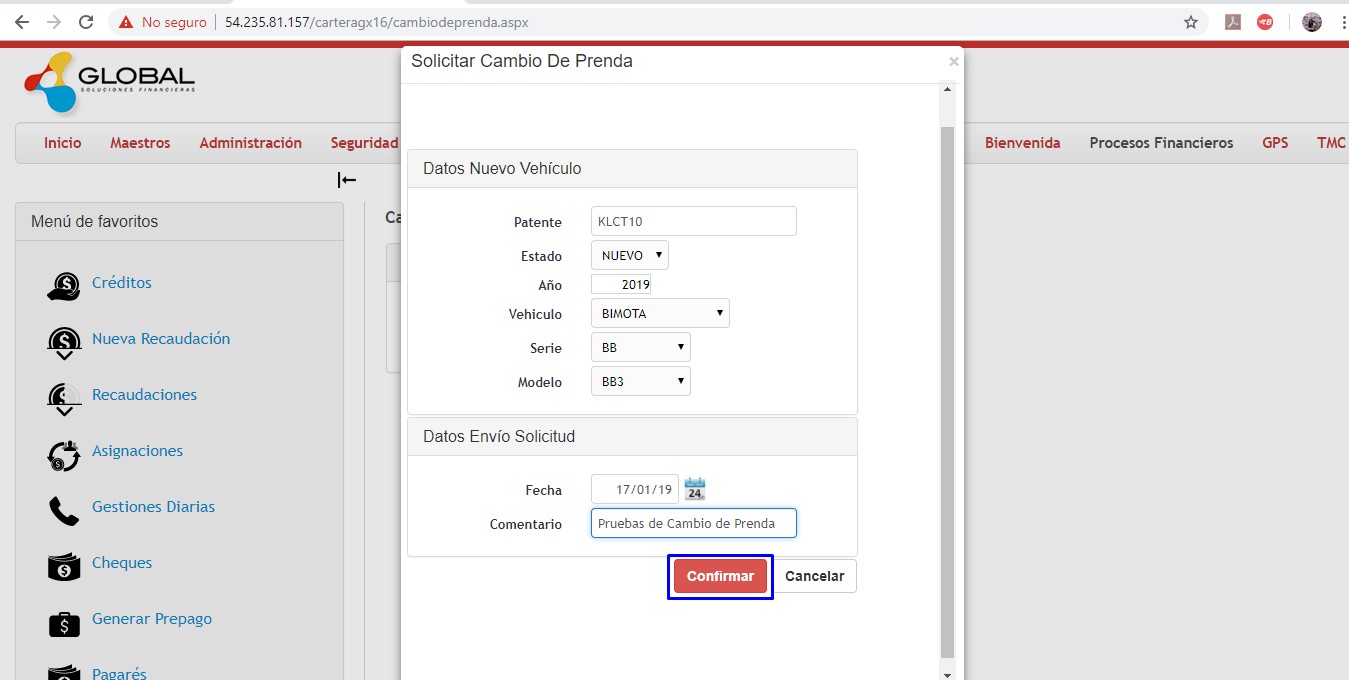 No seguro | 54.235.81.157/carteragx16/cambiodeprenda.aspx
GLOBAL
SOLUCIONES FINANCIERAS
Inicio Maestros Administración Seguridad Bienvenida Procesos Financieros GPS TMC
Menú de favoritos
Créditos
Nueva Recaudación
Recaudaciones
Asignaciones
Gestiones Diarias
Cheques
Generar Prepago
Pagarés
Ca
Solicitar Cambio De Prenda ×
Datos Nuevo Vehículo
Patente KLCT10
Estado NUEVO
Año 2019
Vehiculo BIMOTA
Serie BB
Modelo BB3
Datos Envío Solicitud
Fecha 17/01/19 24
Comentario Pruebas de Cambio de Prenda
Confirmar Cancelar